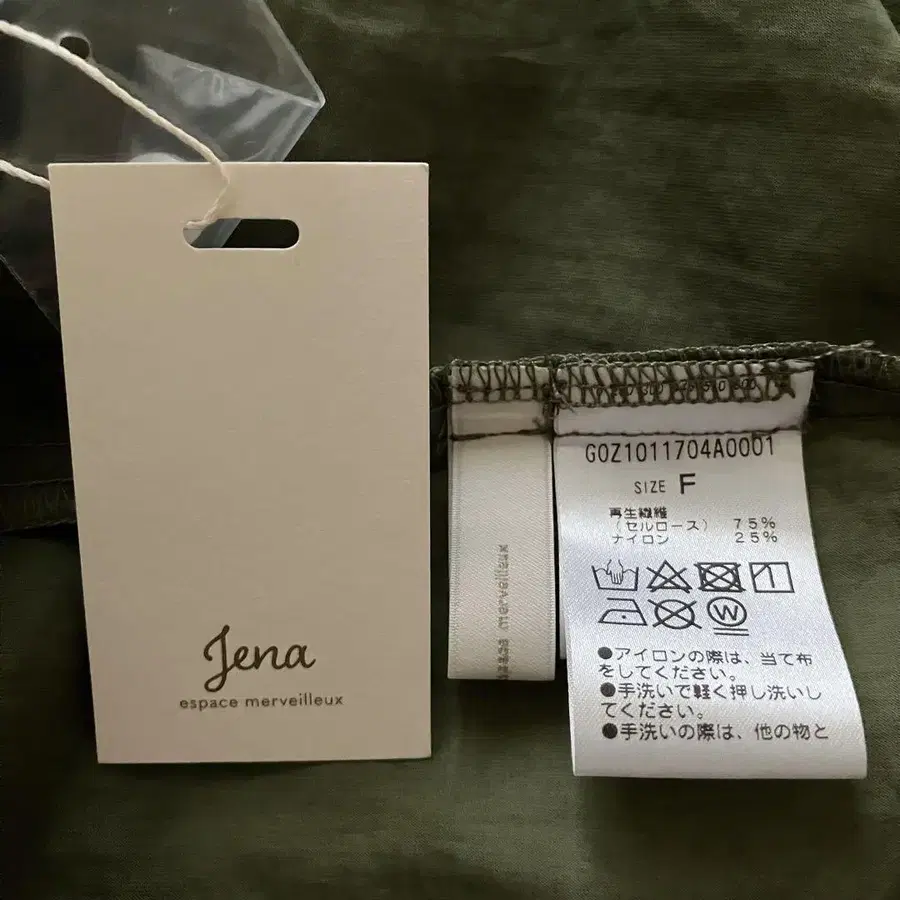 Jena
espace merveilleux
merveilleux
G0Z1011704A0001
SIZE F
再生繊維
(セルロース) 75%
ナイロン 25%
W
●アイロンの際は、当て布
をしてください。
●手洗いで軽く押し洗いし
てください。
●手洗いの際は、他の物と